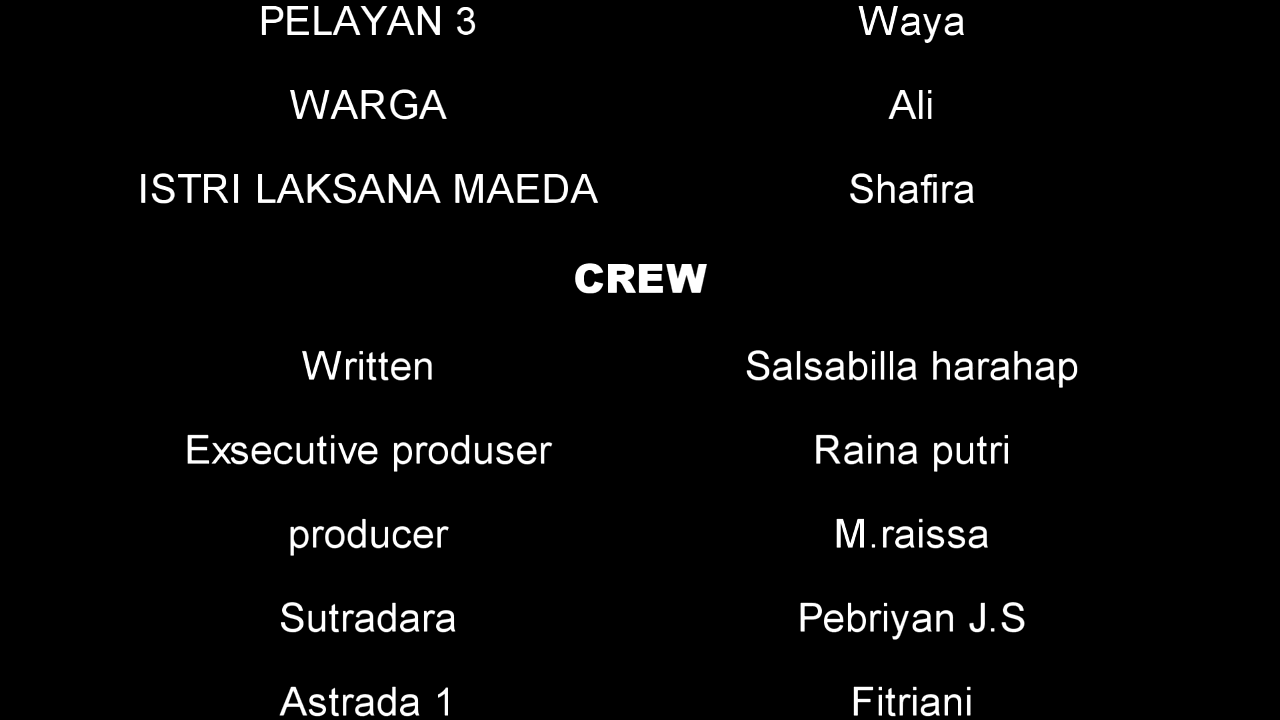 PELAYAN 3 Waya
WARGA Ali
ISTRI LAKSANA MAEDA Shafira
CREW
Written Salsabilla harahap
Exsecutive produser Raina putri
producer M.raissa
Sutradara Pebriyan J.S
Astrada 1 Fitriani